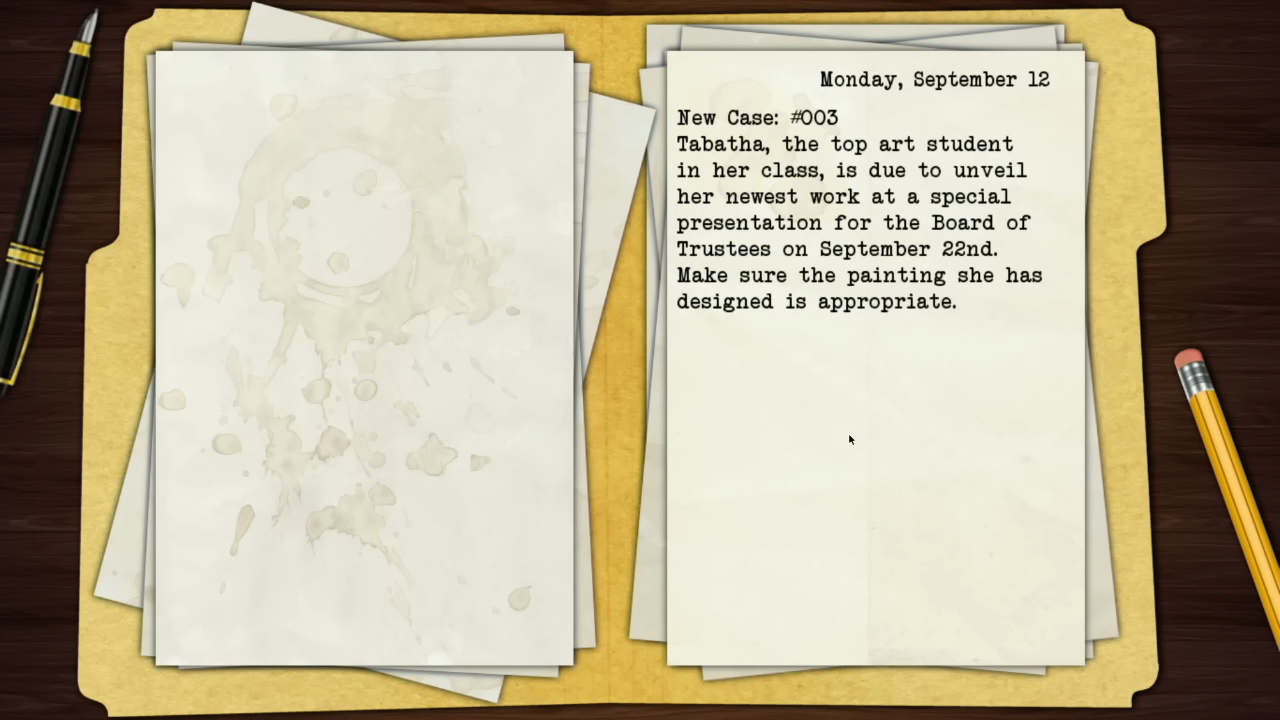 Monday, September 12
New Case: #003
Tabatha, the top art student
in her class, is due to unveil
her newest work at a special
presentation for the Board of
Trustees on September 22nd.
Make sure the painting she has
designed is appropriate.